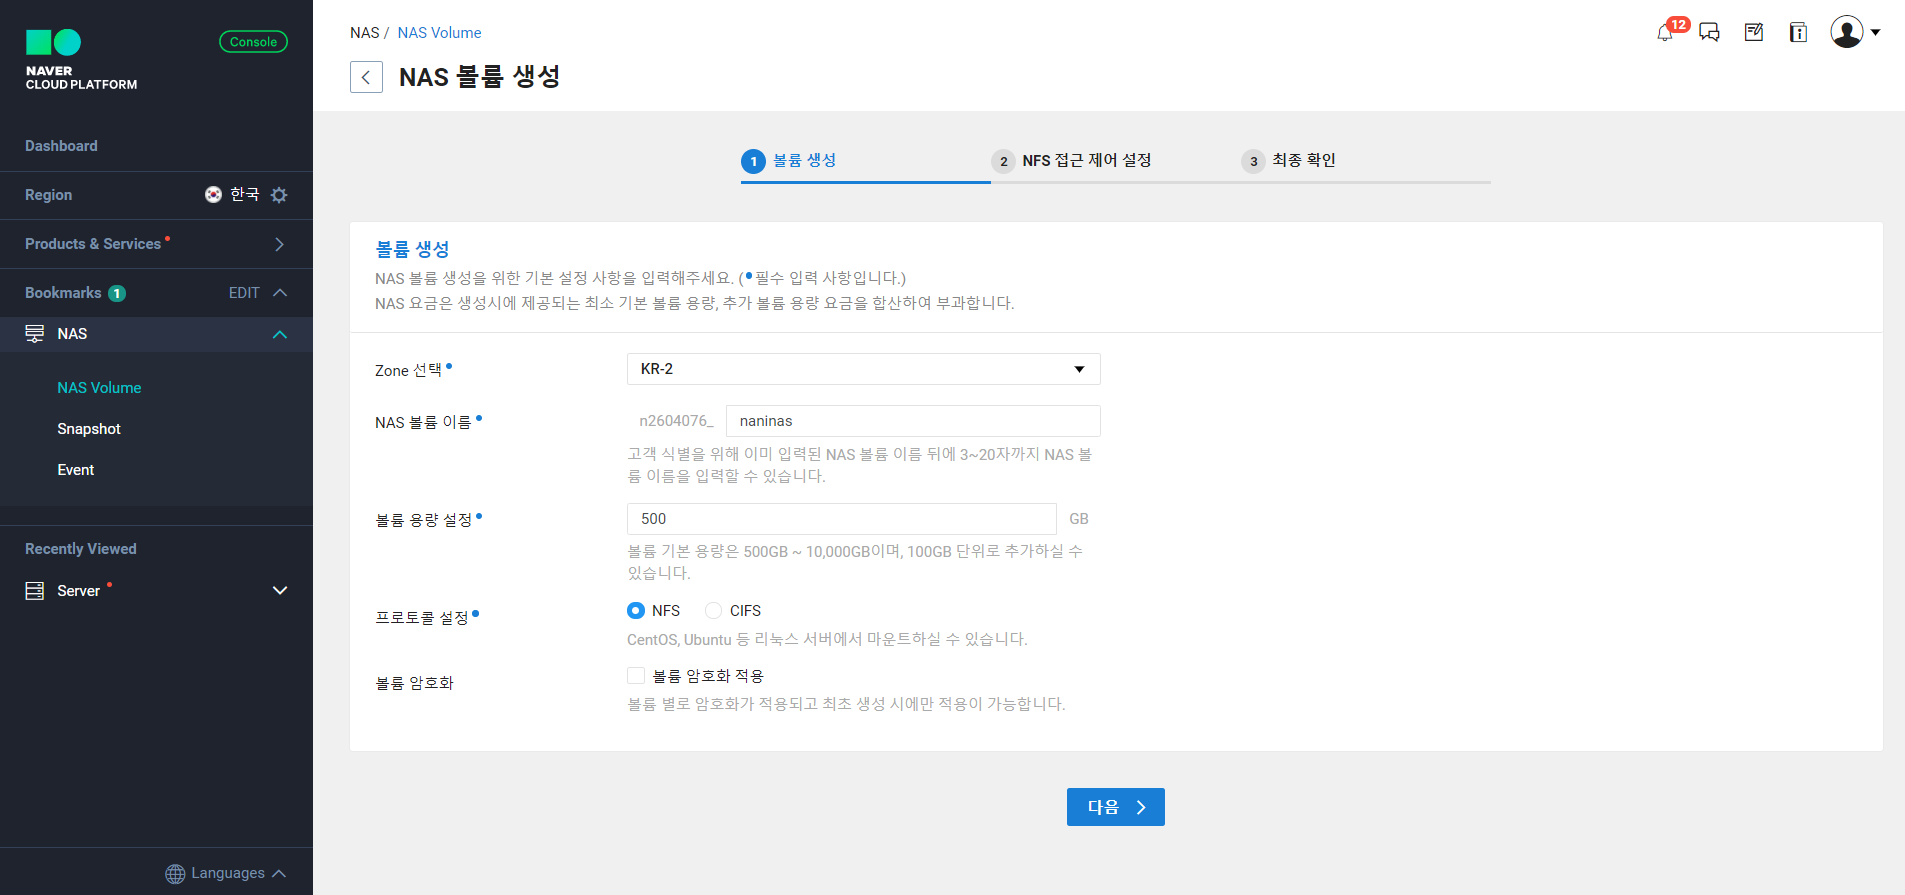 NAVER
CLOUD PLATFORM
Console
Dashboard
Region
한국
Products & Services
Bookmarks 1
EDIT
NAS
NAS Volume
Snapshot
Event
Recently Viewed
Server
Languages
NAS / NAS Volume
12
NAS 볼륨 생성
1 볼륨 생성
2 NFS 접근 제어 설정
3 최종 확인
볼륨 생성
NAS 볼륨 생성을 위한 기본 설정 사항을 입력해주세요. (•필수 입력 사항입니다.)
NAS 요금은 생성시에 제공되는 최소 기본 볼륨 용량, 추가 볼륨 용량 요금을 합산하여 부과합니다.
Zone 선택•
KR-2
NAS 볼륨 이름•
n2604076_ naninas
고객 식별을 위해 이미 입력된 NAS 볼륨 이름 뒤에 3~20자까지 NAS 볼
륨 이름을 입력할 수 있습니다.
볼륨 용량 설정•
500 GB
볼륨 기본 용량은 500GB ~ 10,000GB이며, 100GB 단위로 추가하실 수
있습니다.
프로토콜 설정•
NFS CIFS
CentOS, Ubuntu 등 리눅스 서버에서 마운트하실 수 있습니다.
볼륨 암호화
볼륨 암호화 적용
볼륨 별로 암호화가 적용되고 최초 생성 시에만 적용이 가능합니다.
다음